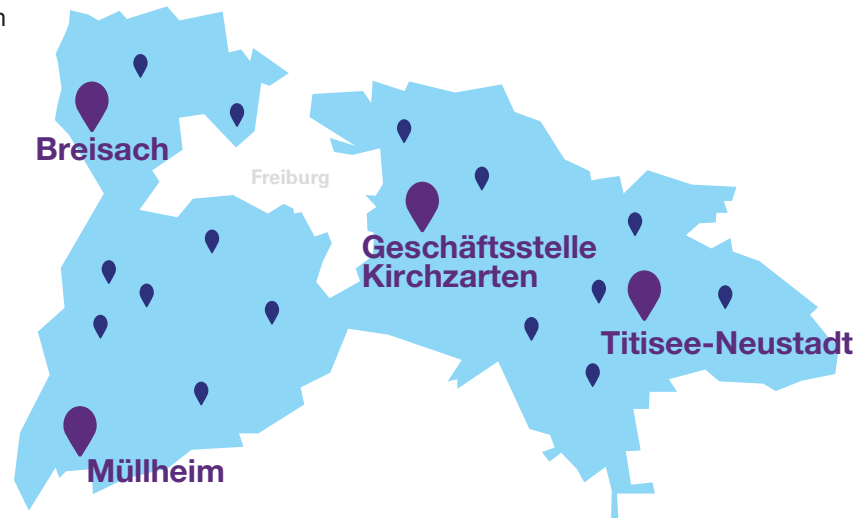 n
Breisach
Freiburg
Geschäftsstelle
Kirchzarten
Titisee-Neustadt
Müllheim